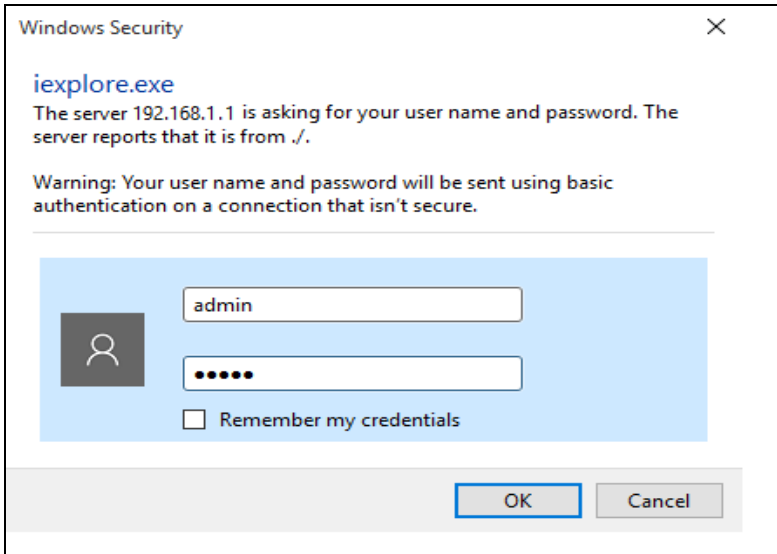 Windows Security
iexplore.exe
The server 192.168.1.1 is asking for your user name and password. The
server reports that it is from ./.
Warning: Your user name and password will be sent using basic
authentication on a connection that isn't secure.
admin
•••••
Remember my credentials
OK
Cancel